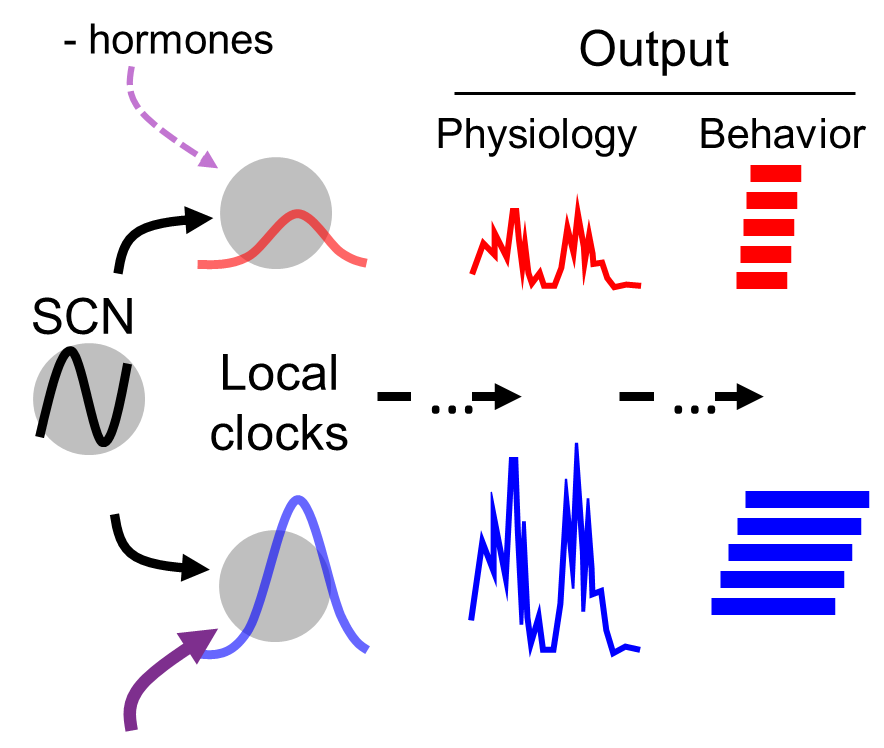 - hormones
Output
Physiology
Behavior
SCN
Local
clocks
...
...